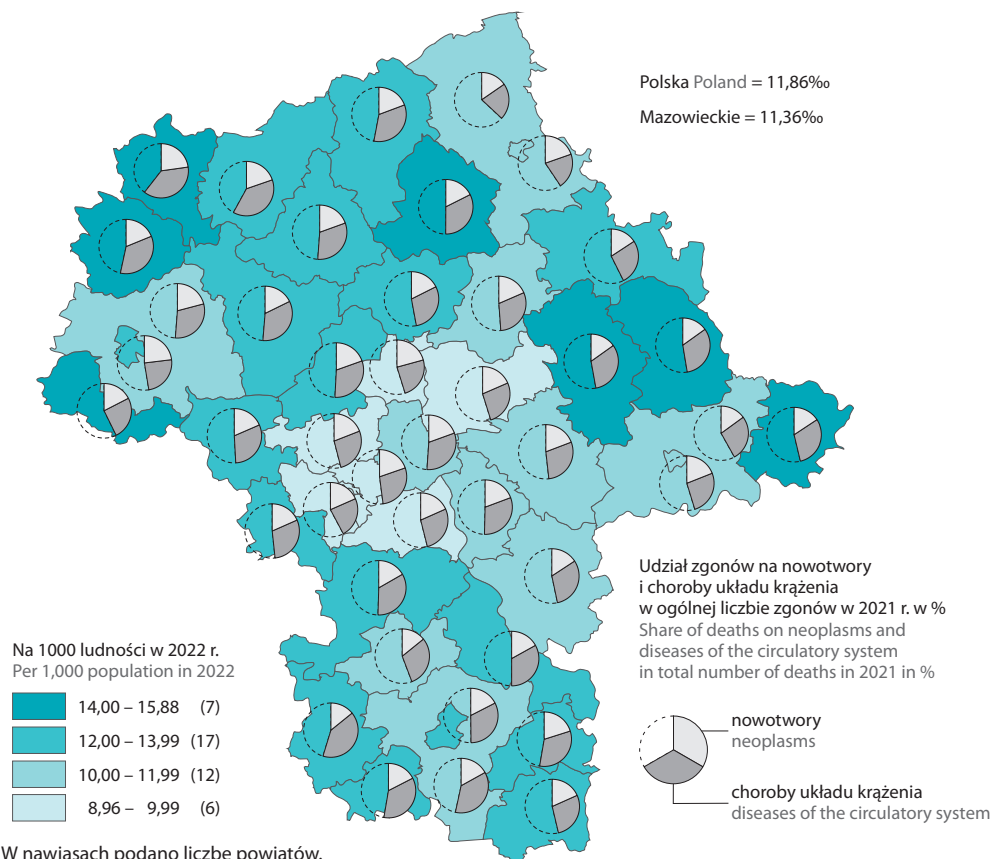 Polska Poland = 11,86‰
Mazowieckie = 11,36‰
Udział zgonów na nowotwory
i choroby układu krążenia
w ogólnej liczbie zgonów w 2021 r. w %
Share of deaths on neoplasms and
diseases of the circulatory system
in total number of deaths in 2021 in %
nowotwory
neoplasms
choroby układu krążenia
diseases of the circulatory system
Na 1000 ludności w 2022 r.
Per 1,000 population in 2022
14,00 – 15,88 (7)
12,00 – 13,99 (17)
10,00 – 11,99 (12)
8,96 – 9,99 (6)
W nawiasach podano liczbę powiatów.